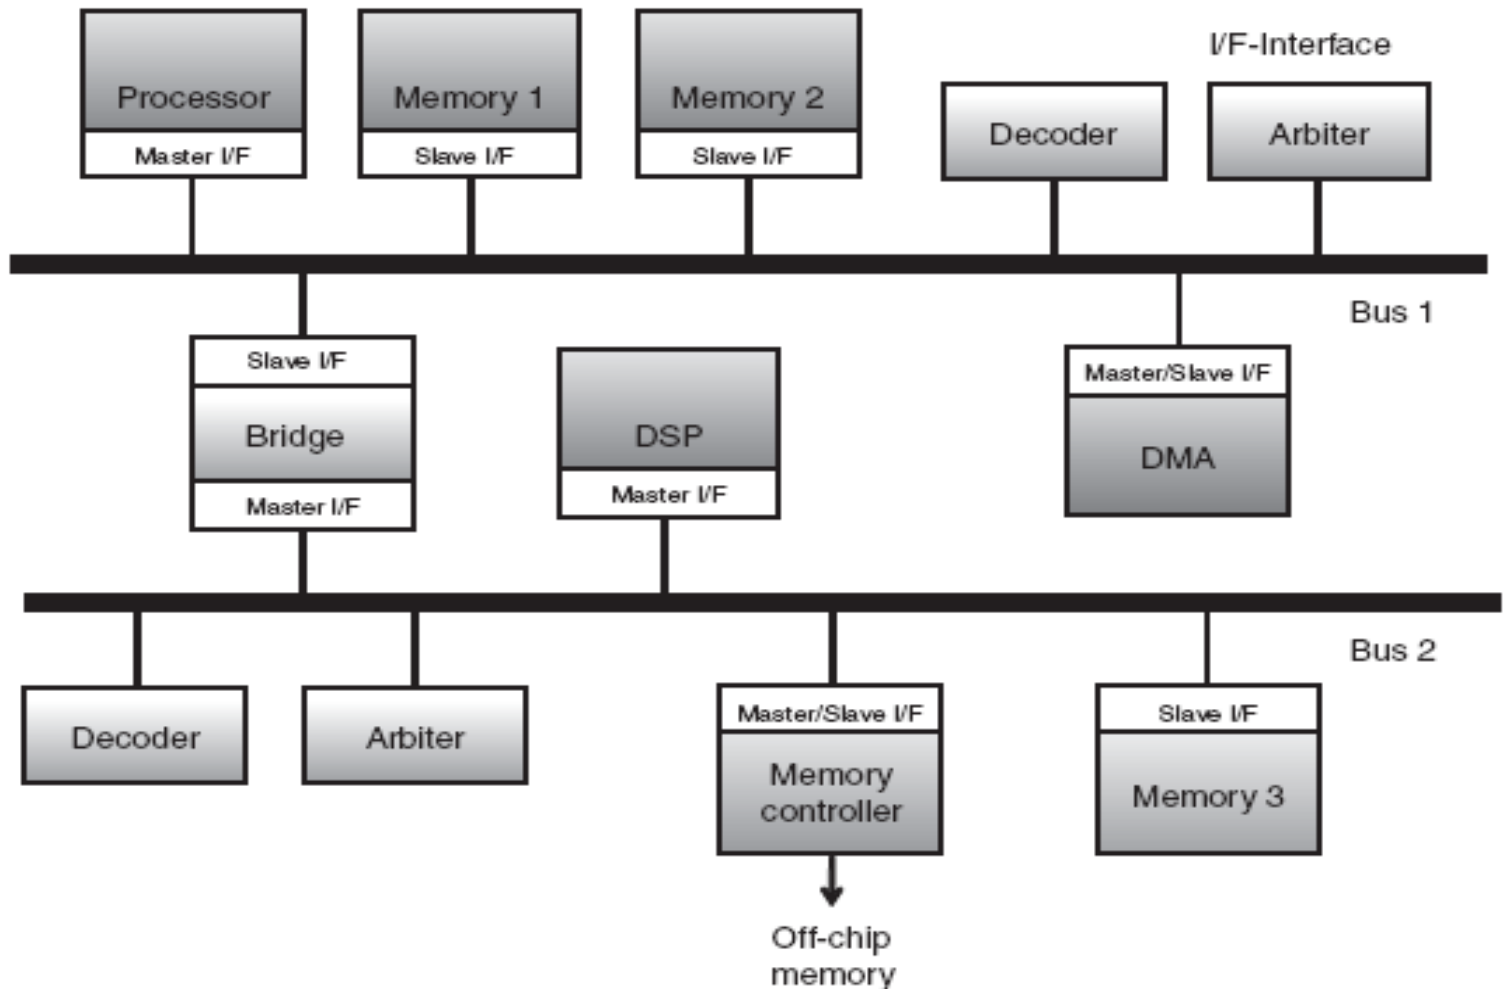 I/F-Interface
Processor
Master I/F
Memory 1
Slave I/F
Memory 2
Slave I/F
Decoder
Arbiter
Bus 1
Slave I/F
Bridge
Master I/F
DSP
Master I/F
Master/Slave I/F
DMA
Bus 2
Decoder
Arbiter
Master/Slave I/F
Memory
controller
Slave I/F
Memory 3
Off-chip
memory